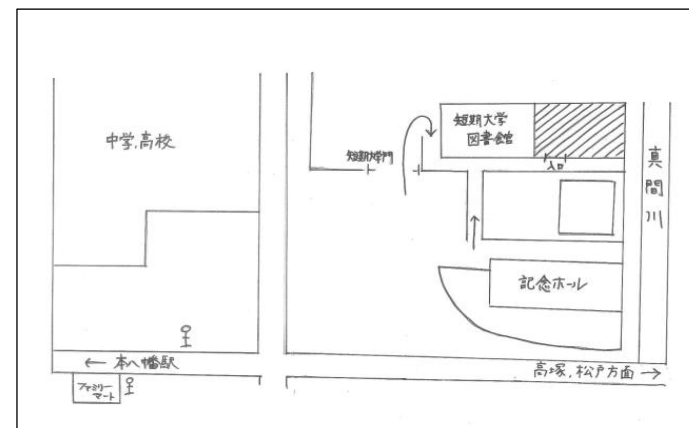 中学、高校
短期大学
図書館
短期大学門
入口
真間川
記念ホール
← 本八幡駅
高塚、松戸方面 →
ファミリー
マート